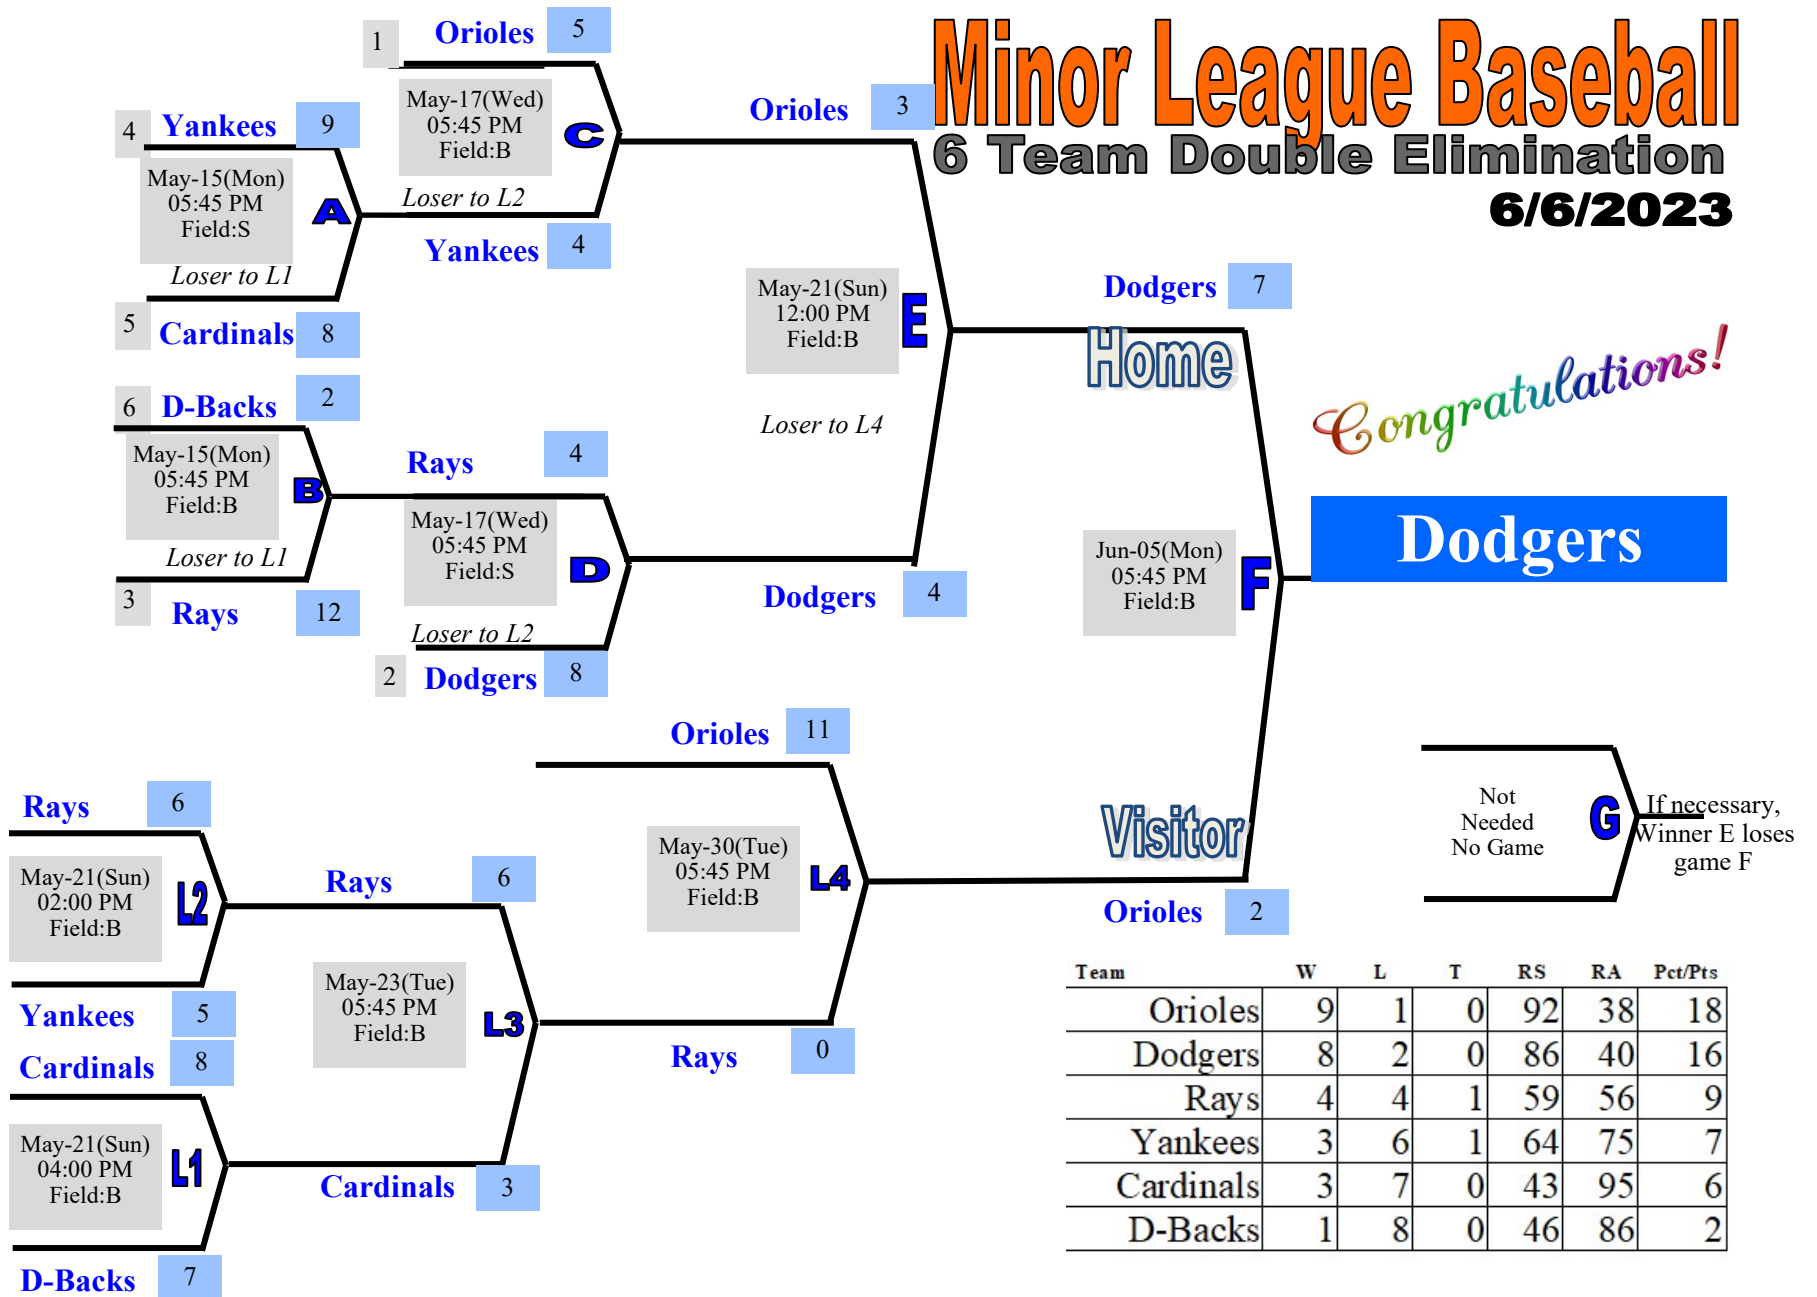 Minor League Baseball
6 Team Double Elimination
6/6/2023
1
Orioles 5
May-17(Wed)
05:45 PM
Field:B
C
Loser to L2
Yankees 4
4
Yankees 9
May-15(Mon)
05:45 PM
Field:S
A
Loser to L1
5
Cardinals 8
6
D-Backs 2
May-15(Mon)
05:45 PM
Field:B
B
Loser to L1
3
Rays 12
Rays 4
May-17(Wed)
05:45 PM
Field:S
D
Loser to L2
2
Dodgers 8
Orioles 3
May-21(Sun)
12:00 PM
Field:B
E
Loser to L4
Dodgers 4
Dodgers 7
Home
Jun-05(Mon)
05:45 PM
Field:B
F
Visitor
Orioles 2
Congratulations!
Dodgers
Orioles 11
May-30(Tue)
05:45 PM
Field:B
L4
Rays 0
Rays 6
May-21(Sun)
02:00 PM
Field:B
L2
Yankees 5
Rays 6
May-23(Tue)
05:45 PM
Field:B
L3
Cardinals 3
Cardinals 8
May-21(Sun)
04:00 PM
Field:B
L1
D-Backs 7
Not
Needed
No Game
G
If necessary,
Winner E loses
game F
Team W L T RS RA Pct/Pts
Orioles 9 1 0 92 38 18
Dodgers 8 2 0 86 40 16
Rays 4 4 1 59 56 9
Yankees 3 6 1 64 75 7
Cardinals 3 7 0 43 95 6
D-Backs 1 8 0 46 86 2